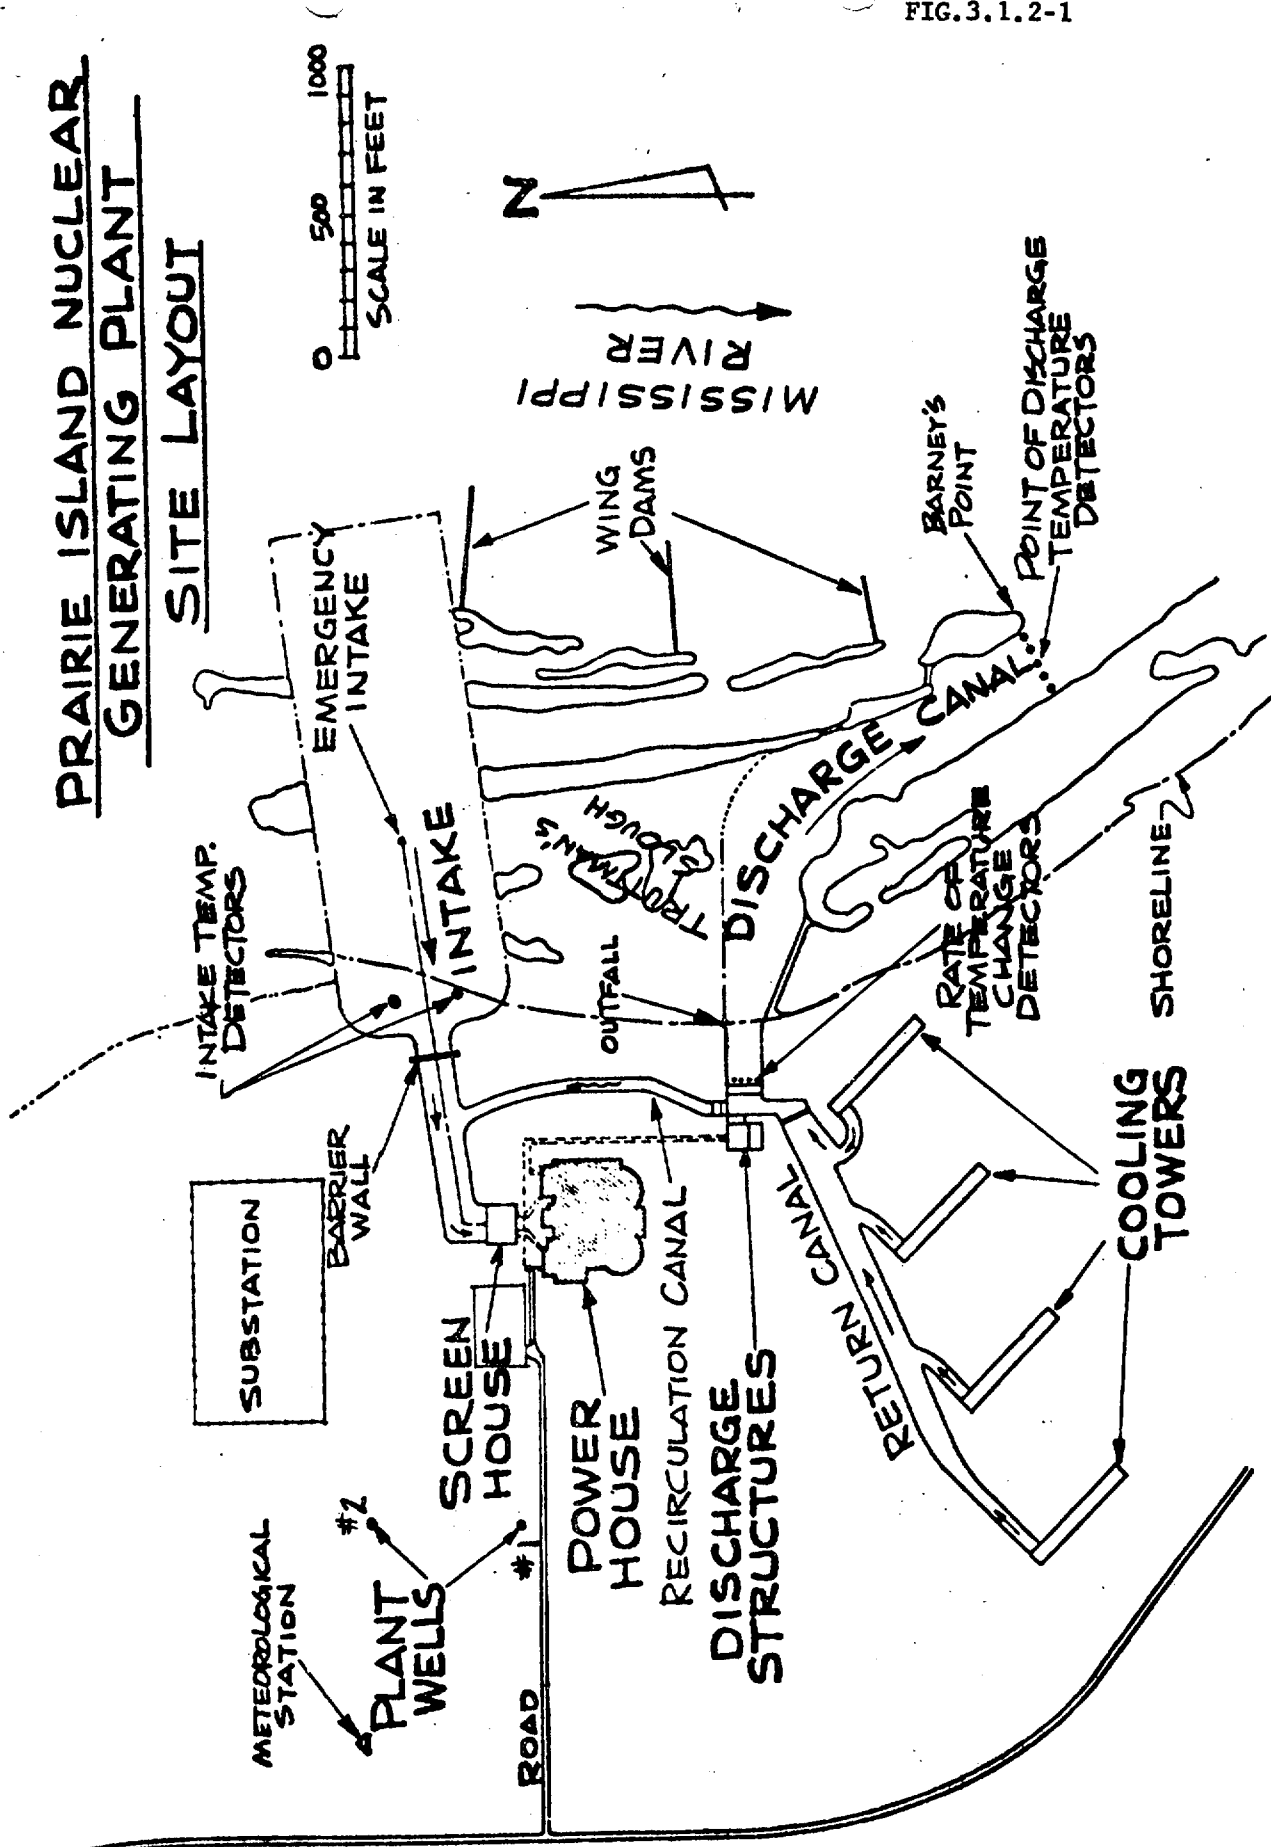 FIG.3.1.2-1
PRAIRIE ISLAND NUCLEAR
GENERATING PLANT
SITE LAYOUT
0 500 1000
SCALE IN FEET
N
MISSISSIPPI
RIVER
WING
DAMS
BARNEY'S
POINT
POINT OF DISCHARGE
TEMPERATURE
DETECTORS
EMERGENCY
INTAKE
INTAKE
INTAKE TEMP.
DETECTORS
TROUTMAN'S
SLOUGH
DISCHARGE CANAL
OUTFALL
RATE OF
TEMPERATURE
CHANGE
DETECTORS
SHORELINE
BARRIER
WALL
SUBSTATION
SCREEN
HOUSE
POWER
HOUSE
RECIRCULATION CANAL
DISCHARGE
STRUCTURES
RETURN CANAL
COOLING
TOWERS
METEOROLOGICAL
STATION
#2
PLANT
WELLS
#1
ROAD